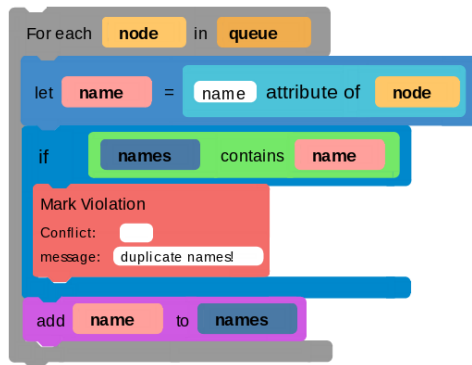 For each node in queue
let name = name attribute of node
if names contains name
Mark Violation
Conflict:
message: duplicate names!
add name to names